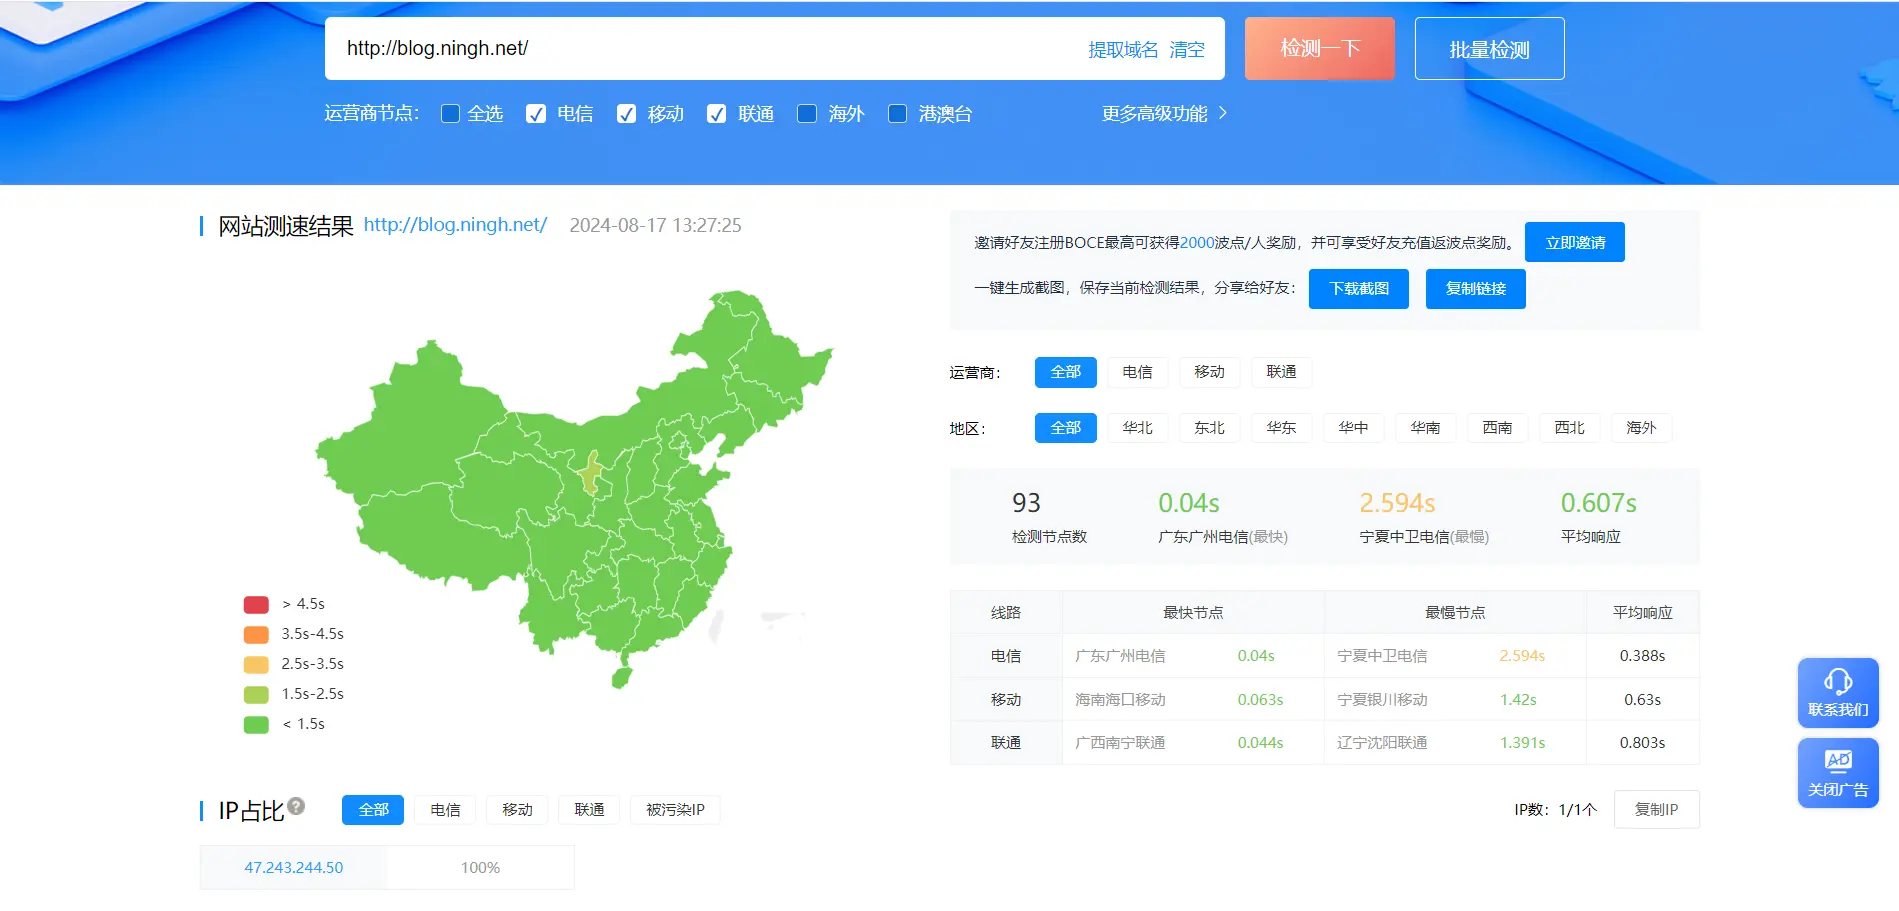 http://blog.ningh.net/ 提取域名 清空 检测一下 批量检测
运营商节点： 全选 电信 移动 联通 海外 港澳台 更多高级功能 >
网站测速结果 http://blog.ningh.net/ 2024-08-17 13:27:25
邀请好友注册BOCE最高可获得2000波点/人奖励，并可享受好友充值返波点奖励。 立即邀请
一键生成截图，保存当前检测结果，分享给好友： 下载截图 复制链接
运营商： 全部 电信 移动 联通
地区： 全部 华北 东北 华东 华中 华南 西南 西北 海外
93 0.04s 2.594s 0.607s
检测节点数 广东广州电信(最快) 宁夏中卫电信(最慢) 平均响应
> 4.5s
3.5s-4.5s
2.5s-3.5s
1.5s-2.5s
< 1.5s
线路 最快节点 最慢节点 平均响应
电信 广东广州电信 0.04s 宁夏中卫电信 2.594s 0.388s
移动 海南海口移动 0.063s 宁夏银川移动 1.42s 0.63s
联通 广西南宁联通 0.044s 辽宁沈阳联通 1.391s 0.803s
联系我们
AD
关闭广告
IP占比 ? 全部 电信 移动 联通 被污染IP IP数：1/1个 复制IP
47.243.244.50 100%